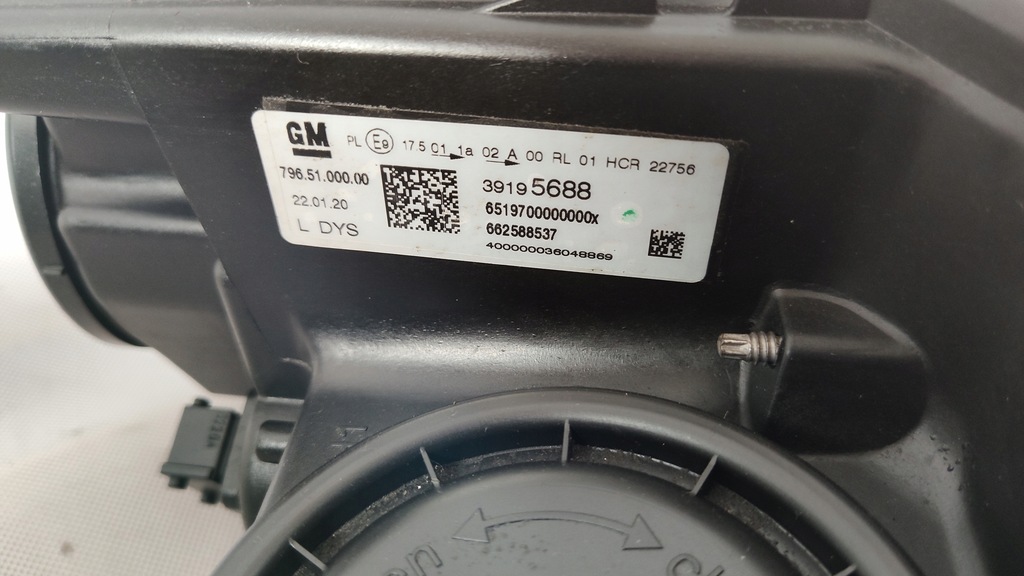 GM PL E9 17.5 01 1a 02 A 00 RL 01 HCR 22756
796.51.000.00
22.01.20
L DYS
39195688
6519700000000x
662588537
400000036048869